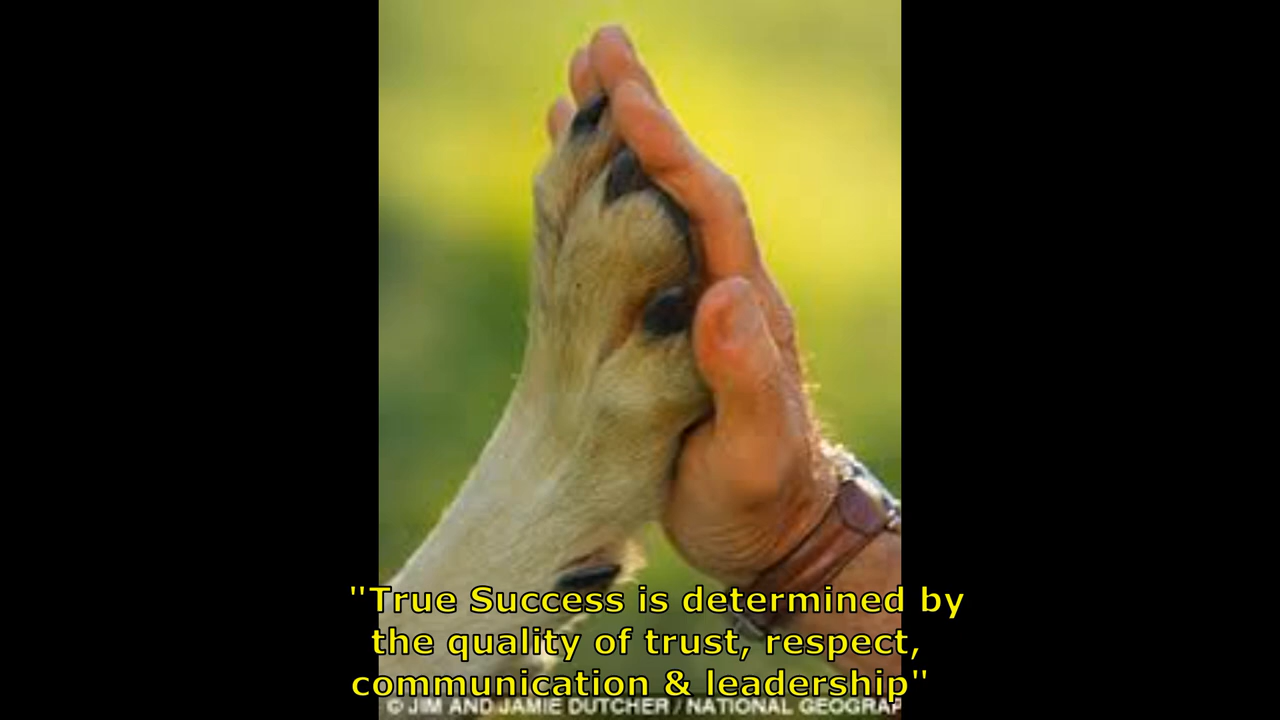 "True Success is determined by
the quality of trust, respect,
communication & leadership"
© JIM AND JAMIE DUTCHER / NATIONAL GEOGRAP